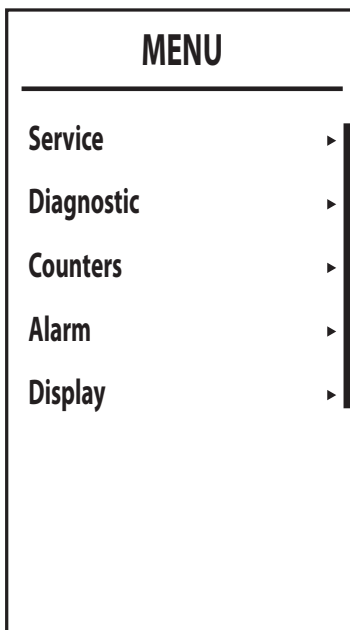 MENU
Service
Diagnostic
Counters
Alarm
Display